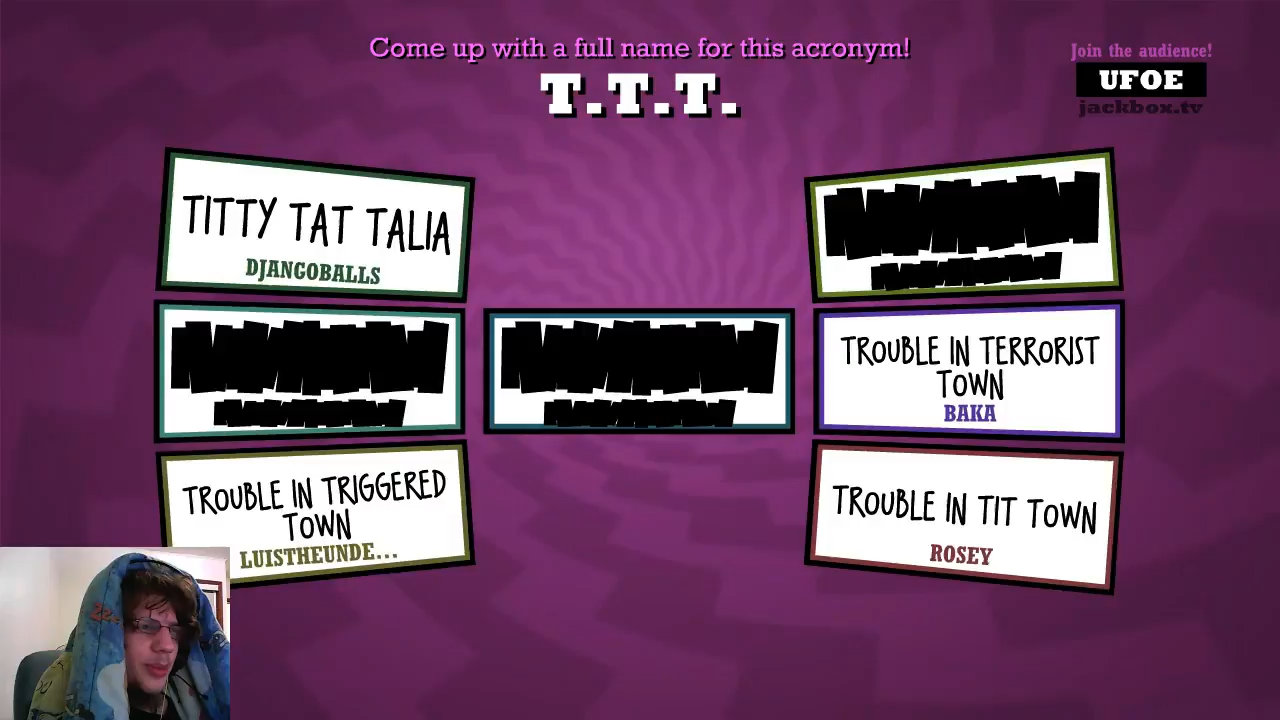 Come up with a full name for this acronym!
T.T.T.
Join the audience!
UFOE
jackbox.tv
TITTY TAT TALIA
DJANGOBALLS
TROUBLE IN TERRORIST
TOWN
BAKA
TROUBLE IN TRIGGERED
TOWN
LUISTHEUNDE...
TROUBLE IN TIT TOWN
ROSEY